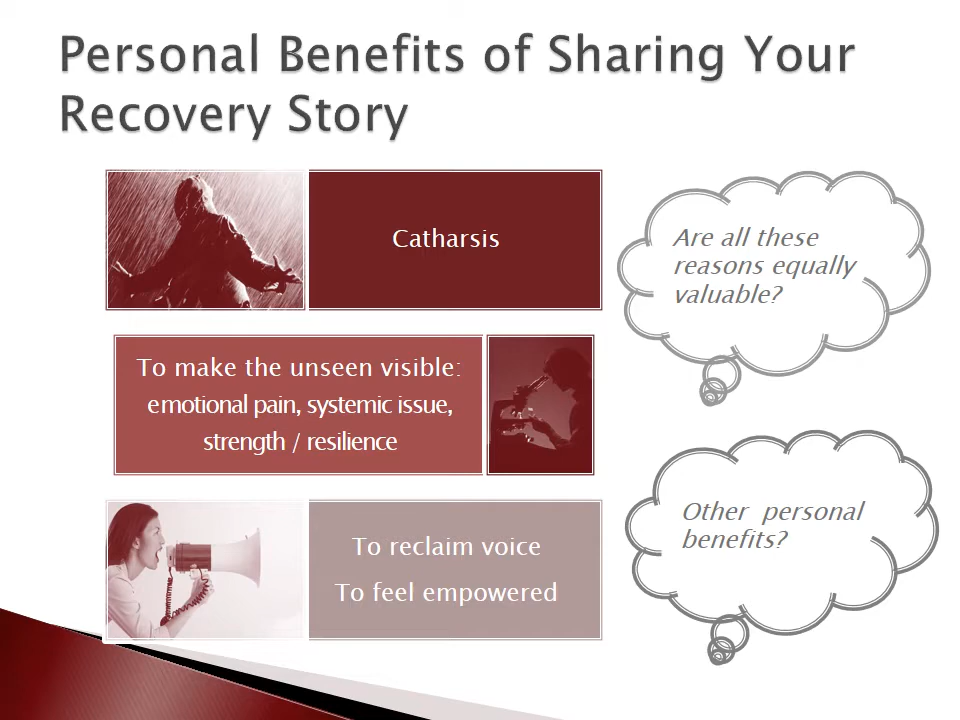 Personal Benefits of Sharing Your
Recovery Story
Catharsis
Are all these
reasons equally
valuable?
To make the unseen visible:
emotional pain, systemic issue,
strength / resilience
Other personal
benefits?
To reclaim voice
To feel empowered